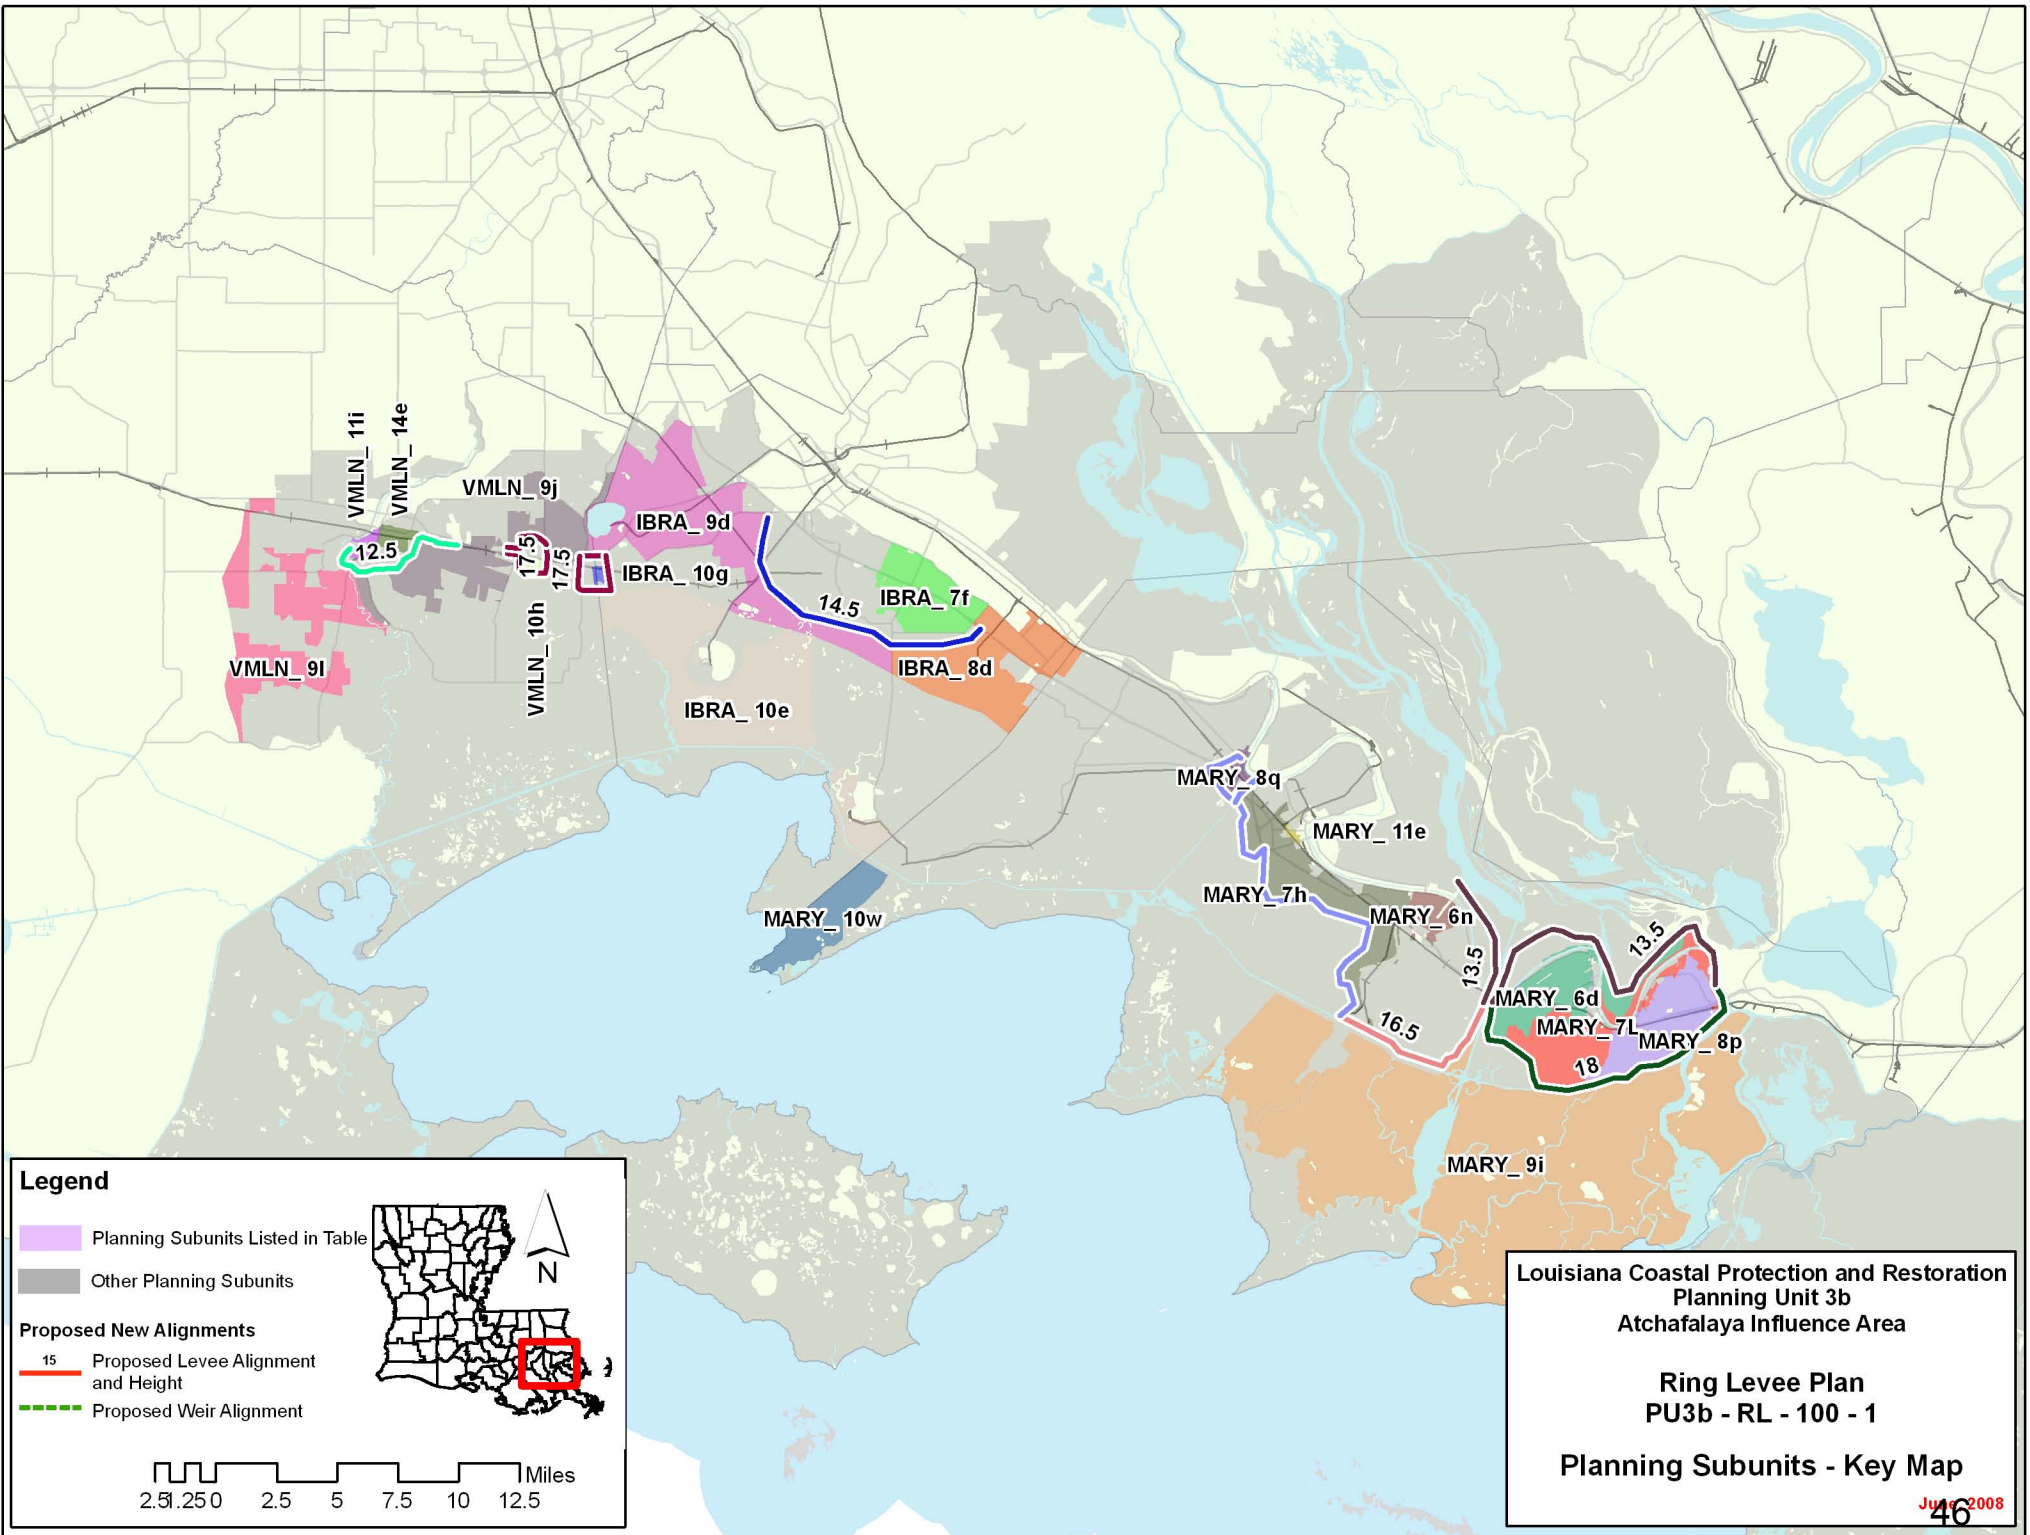 VMLN_ 11i
VMLN_ 14e
VMLN_ 9j
12.5
17.5
17.5
IBRA_ 9d
IBRA_ 10g
VMLN_ 10h
14.5
IBRA_ 7f
VMLN_ 9l
IBRA_ 8d
IBRA_ 10e
MARY_ 8q
MARY_ 11e
MARY_ 7h
MARY_ 10w
MARY_ 6n
13.5
13.5
MARY_ 6d
16.5
MARY_ 7L
MARY_ 8p
18
MARY_ 9i
Legend
Planning Subunits Listed in Table
Other Planning Subunits
Proposed New Alignments
15
Proposed Levee Alignment
and Height
Proposed Weir Alignment
N
Miles
2.5 1.25 0 2.5 5 7.5 10 12.5
Louisiana Coastal Protection and Restoration
Planning Unit 3b
Atchafalaya Influence Area
Ring Levee Plan
PU3b - RL - 100 - 1
Planning Subunits - Key Map
June 2008
46